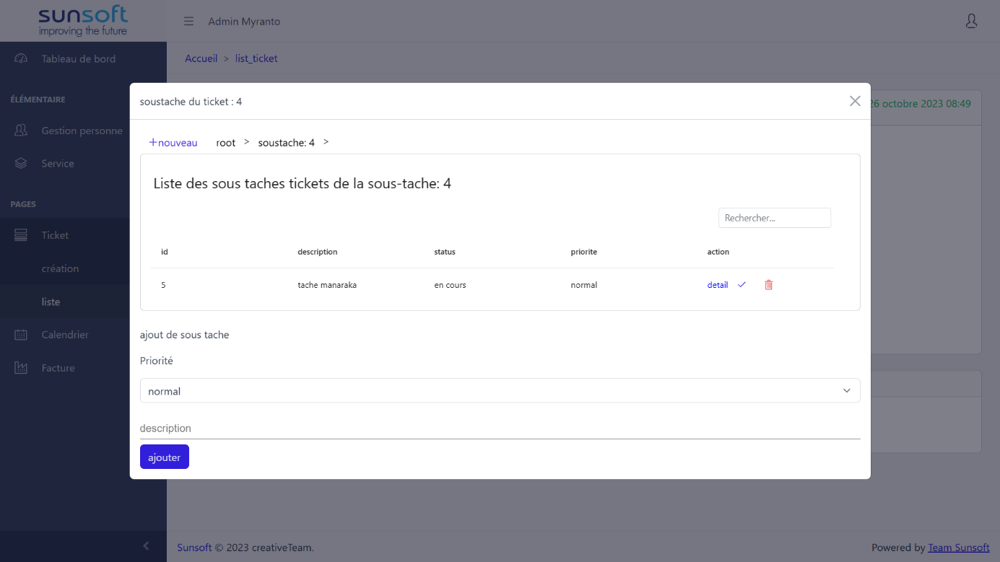 sunsoft
improving the future
Admin Myranto
Tableau de bord
Accueil > list_ticket
ÉLÉMENTAIRE
Gestion personne
Service
PAGES
Ticket
création
liste
Calendrier
Facture
26 octobre 2023 08:49
soustache du ticket : 4
+nouveau root > soustache: 4 >
Liste des sous taches tickets de la sous-tache: 4
Rechercher...
id description status priorite action
5 tache manaraka en cours normal detail
ajout de sous tache
Priorité
normal
description
ajouter
Sunsoft © 2023 creativeTeam.
Powered by Team Sunsoft